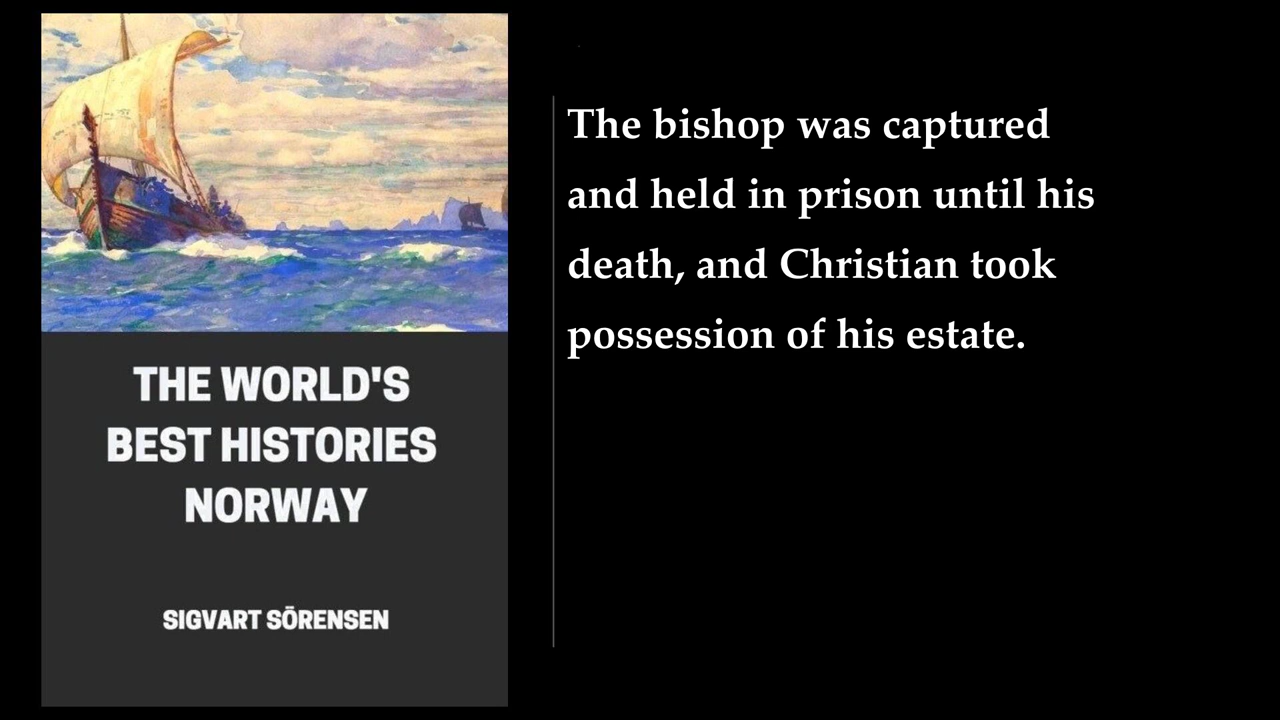 The bishop was captured
and held in prison until his
death, and Christian took
possession of his estate.
THE WORLD'S
BEST HISTORIES
NORWAY
SIGVART SÖRENSEN